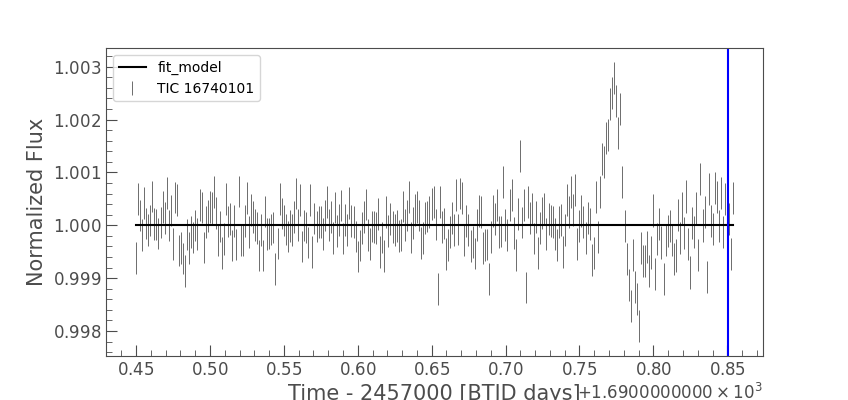 fit_model
TIC 16740101
1.003
1.002
1.001
1.000
0.999
0.998
Normalized Flux
0.45 0.50 0.55 0.60 0.65 0.70 0.75 0.80 0.85
Time - 2457000 [BTJD days]
+1.6900000000 × 10³